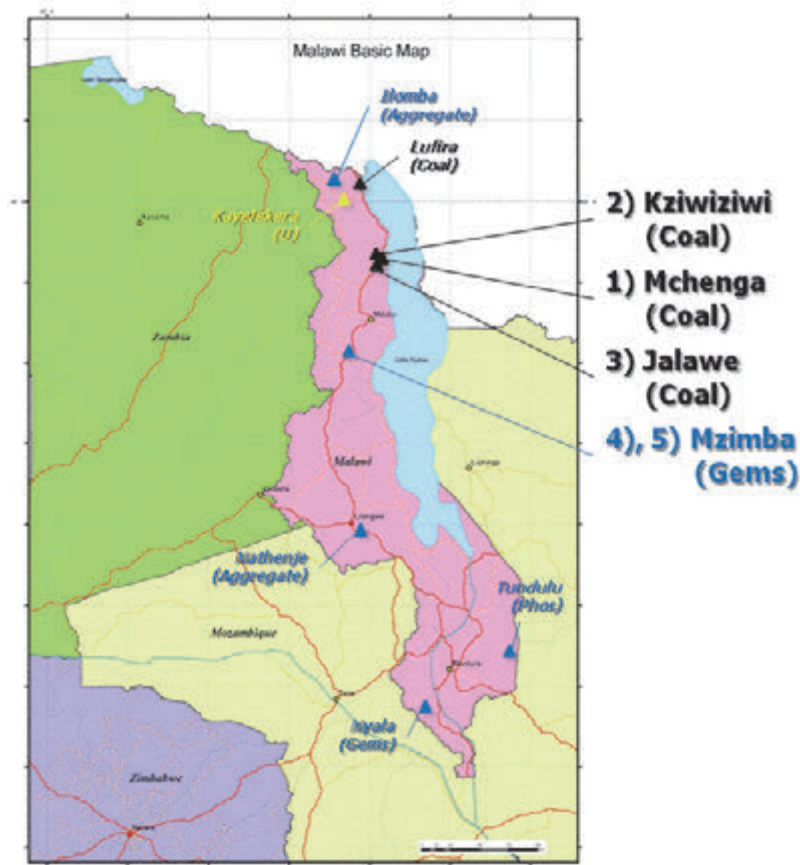 Malawi Basic Map
Ilomba
(Aggregate)
Lufira
(Coal)
Kayelekera
(U)
2) Kziwiziwi
(Coal)
1) Mchenga
(Coal)
3) Jalawe
(Coal)
4), 5) Mzimba
(Gems)
Zambia
Malawi
Nathenje
(Aggregate)
Tundulu
(Phos)
Mozambique
Nyala
(Gems)
Zimbabwe